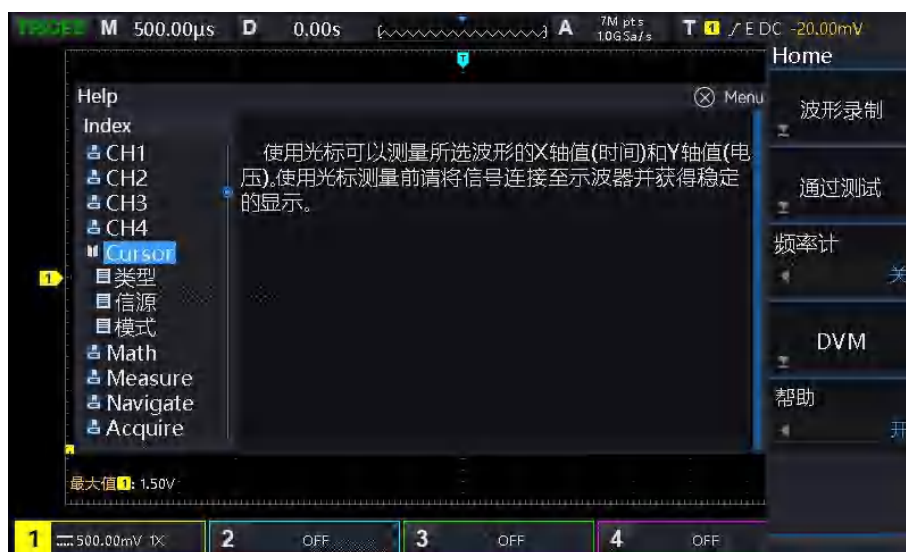 TRIGED M 500.00μs D 0.00s A 7M pts 1.0GSa/s T 1 E DC -20.00mV
T
Home
Help Menu
Index
CH1
CH2
CH3
CH4
Cursor
类型
信源
模式
Math
Measure
Navigate
Acquire
使用光标可以测量所选波形的X轴值(时间)和Y轴值(电
压)。使用光标测量前请将信号连接至示波器并获得稳定
的显示。
波形录制
通过测试
频率计
关
DVM
帮助
开
1
最大值1: 1.50V
1 500.00mV 1X 2 OFF 3 OFF 4 OFF